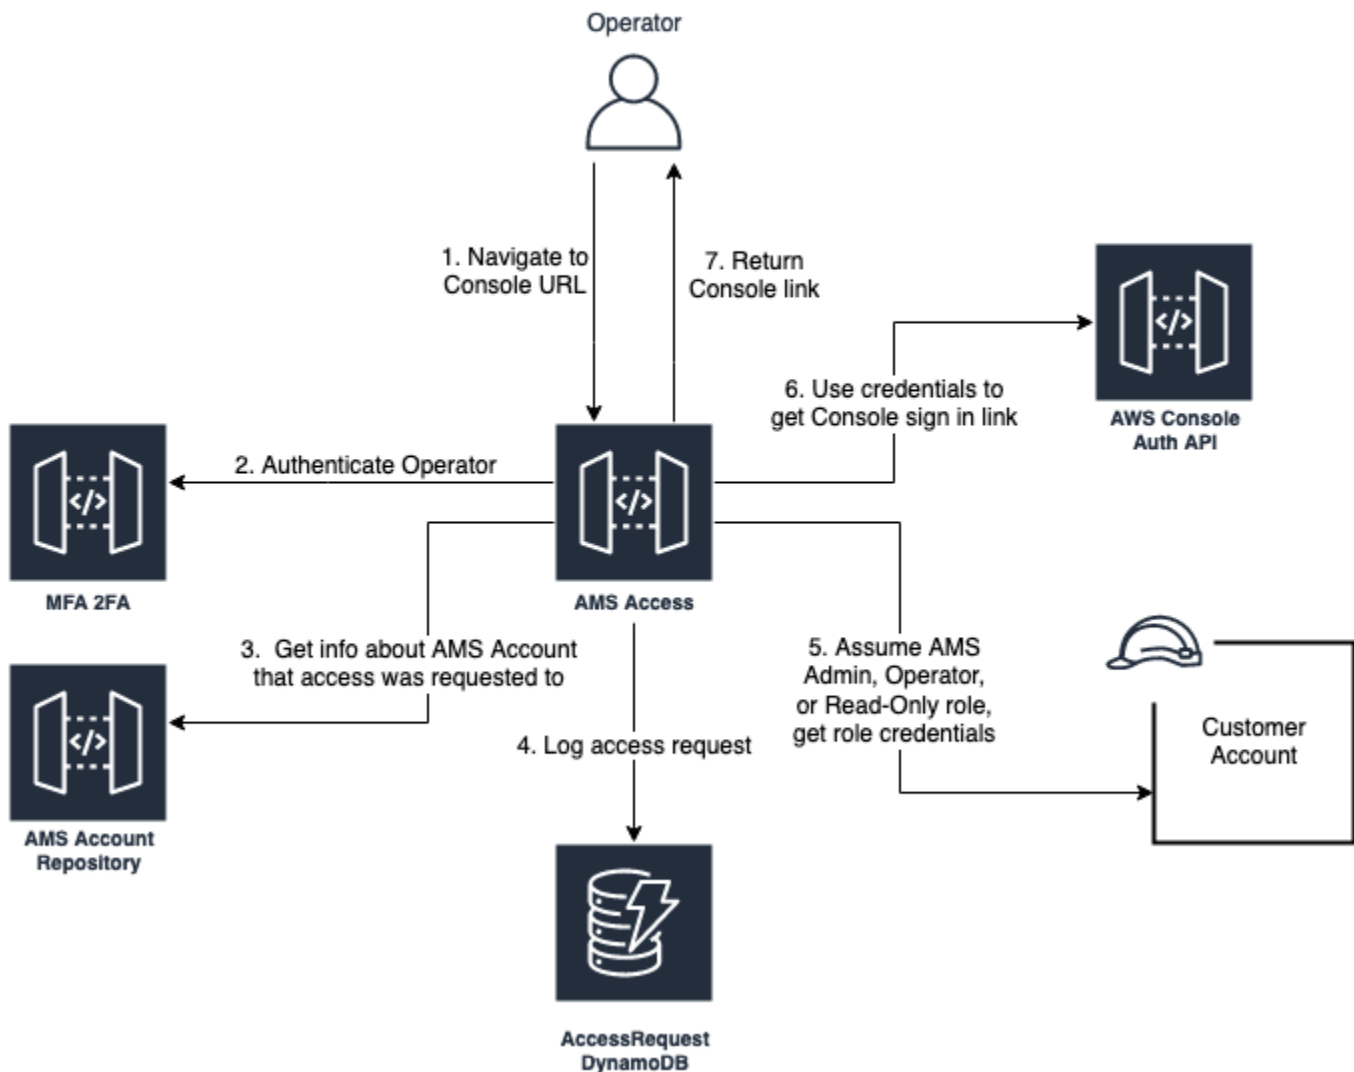 Operator
1. Navigate to
Console URL
7. Return
Console link
6. Use credentials to
get Console sign in link
AWS Console
Auth API
2. Authenticate Operator
MFA 2FA
AMS Access
3. Get info about AMS Account
that access was requested to
5. Assume AMS
Admin, Operator,
or Read-Only role,
get role credentials
4. Log access request
Customer
Account
AMS Account
Repository
AccessRequest
DynamoDB
</> 
</>
</>
</>